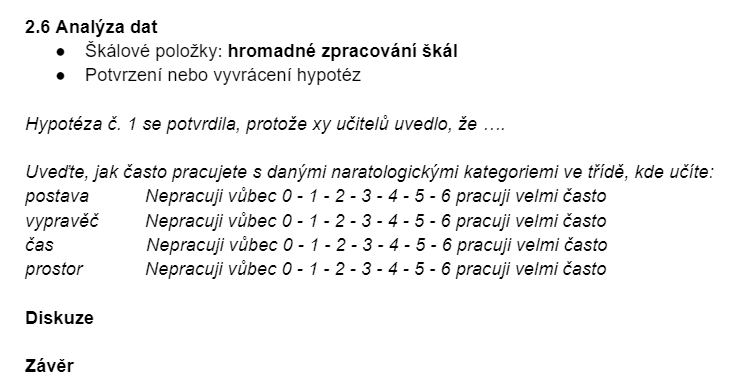 2.6 Analýza dat
● Škálové položky: hromadné zpracování škál
● Potvrzení nebo vyvrácení hypotéz
Hypotéza č. 1 se potvrdila, protože xy učitelů uvedlo, že ….
Uveďte, jak často pracujete s danými naratologickými kategoriemi ve třídě, kde učíte:
postava Nepracuji vůbec 0 - 1 - 2 - 3 - 4 - 5 - 6 pracuji velmi často
vypravěč Nepracuji vůbec 0 - 1 - 2 - 3 - 4 - 5 - 6 pracuji velmi často
čas Nepracuji vůbec 0 - 1 - 2 - 3 - 4 - 5 - 6 pracuji velmi často
prostor Nepracuji vůbec 0 - 1 - 2 - 3 - 4 - 5 - 6 pracuji velmi často
Diskuze
Závěr